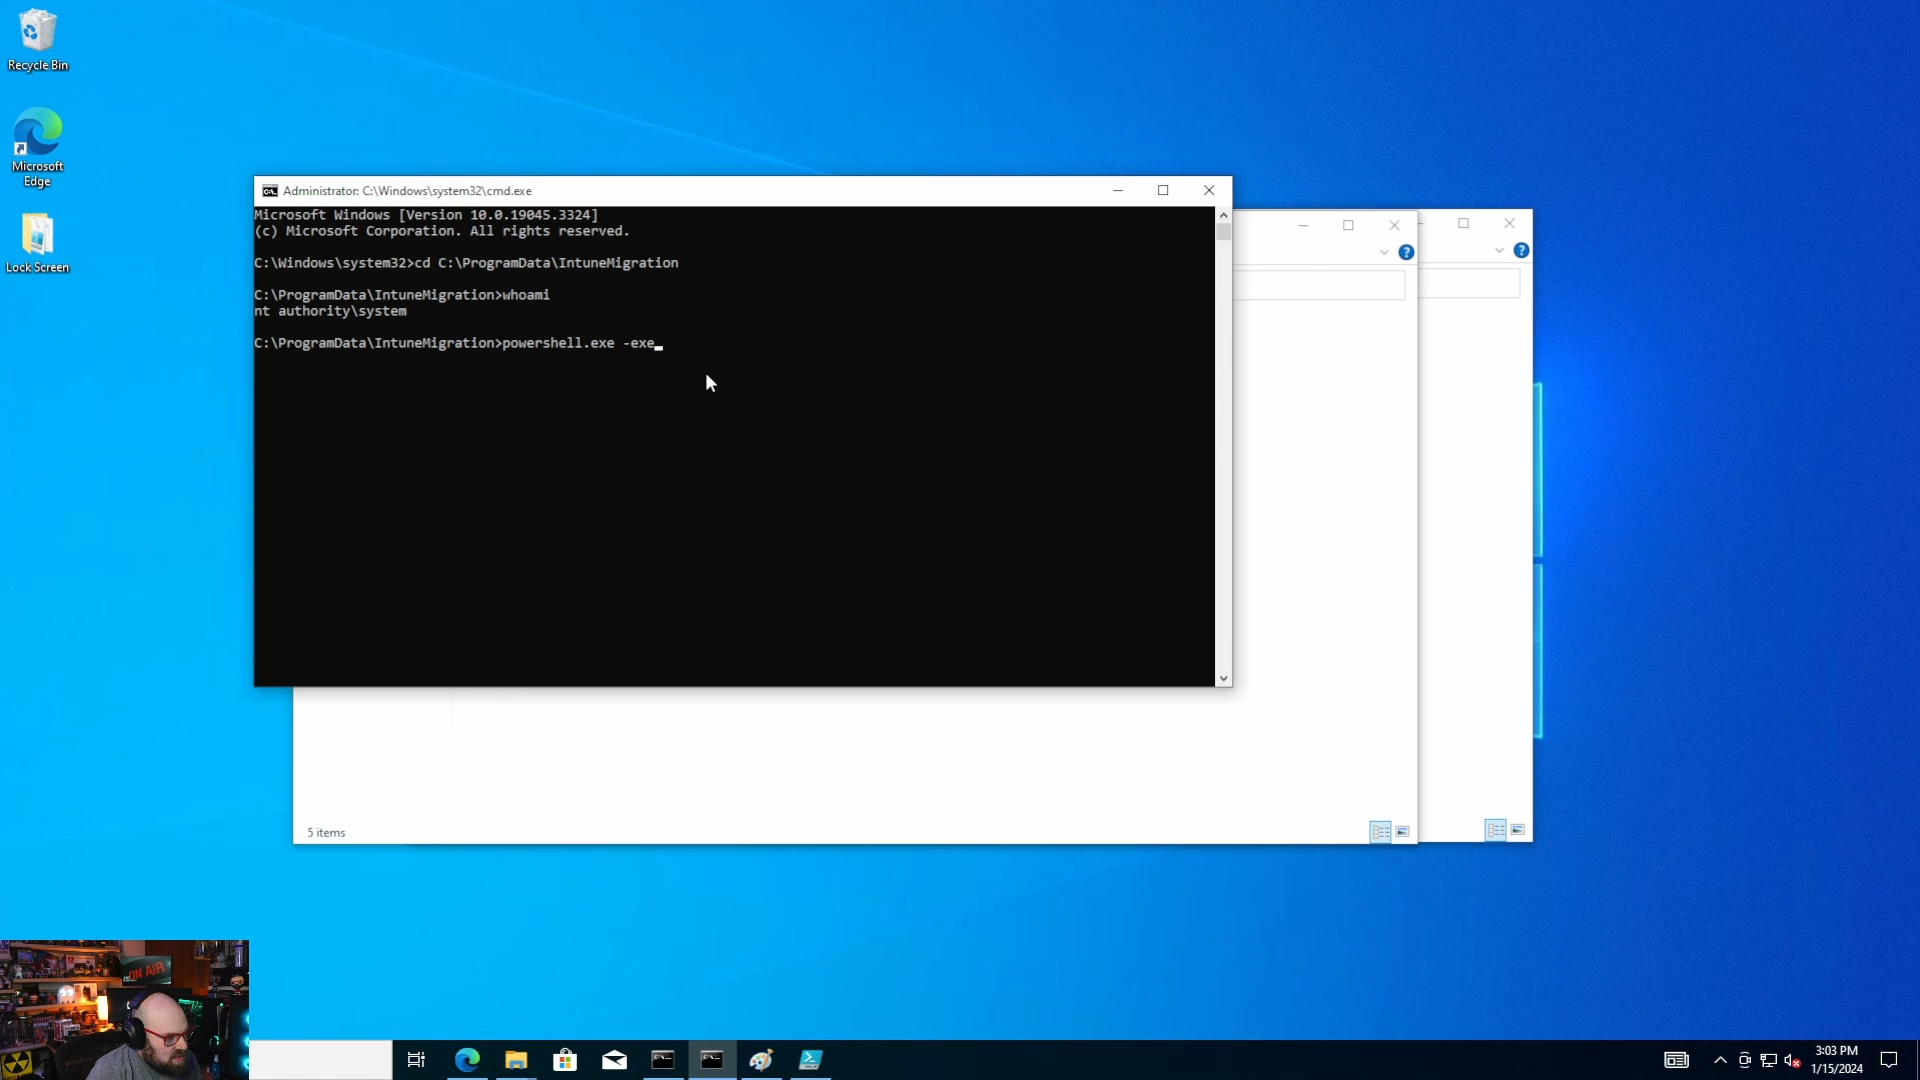 Recycle Bin
Microsoft
Edge
Lock Screen
Administrator: C:\Windows\system32\cmd.exe
Microsoft Windows [Version 10.0.19045.3324]
(c) Microsoft Corporation. All rights reserved.
C:\Windows\system32>cd C:\ProgramData\IntuneMigration
C:\ProgramData\IntuneMigration>whoami
nt authority\system
C:\ProgramData\IntuneMigration>powershell.exe -exe
5 items
ON AIR
3:03 PM
1/15/2024